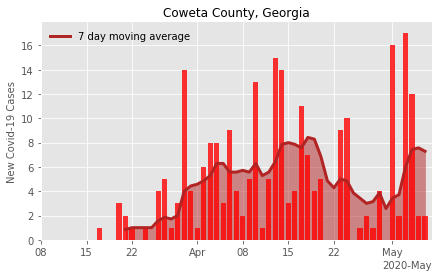 Coweta County, Georgia
7 day moving average
New Covid-19 Cases
16
14
12
10
8
6
4
2
0
08 15 22 Apr 08 15 22 May
2020-May